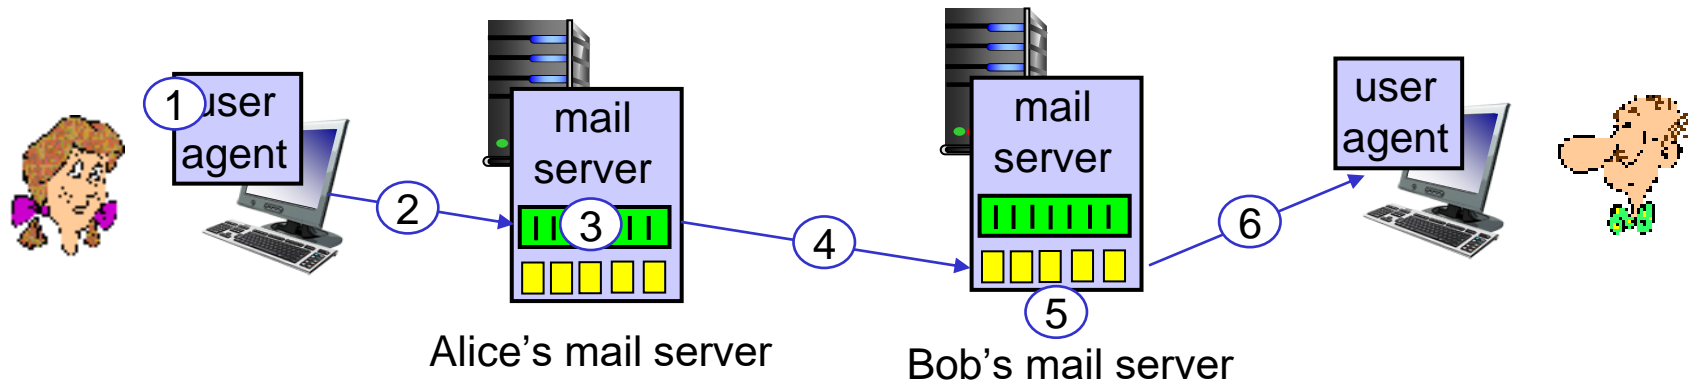 1
user
agent
2
mail
server
3
Alice's mail server
4
mail
server
5
Bob's mail server
6
user
agent